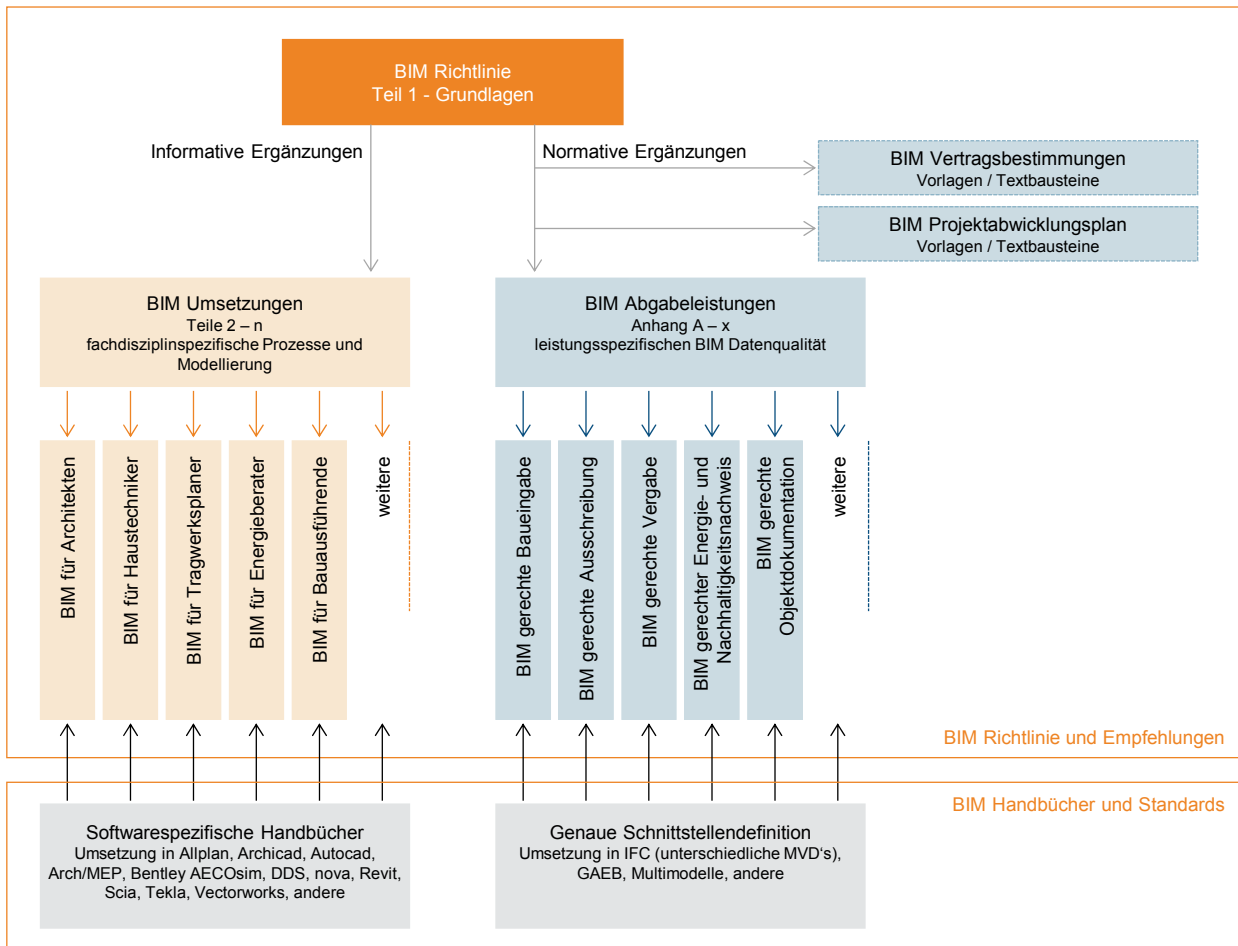 BIM Richtlinie
Teil 1 - Grundlagen
Informative Ergänzungen
Normative Ergänzungen
BIM Vertragsbestimmungen
Vorlagen / Textbausteine
BIM Projektabwicklungsplan
Vorlagen / Textbausteine
BIM Umsetzungen
Teile 2 – n
fachdisziplinspezifische Prozesse und
Modellierung
BIM Abgabeleistungen
Anhang A – x
leistungsspezifischen BIM Datenqualität
BIM für Architekten
BIM für Haustechniker
BIM für Tragwerksplaner
BIM für Energieberater
BIM für Bauausführende
weitere
BIM gerechte Baueingabe
BIM gerechte Ausschreibung
BIM gerechte Vergabe
BIM gerechter Energie- und
Nachhaltigkeitsnachweis
BIM gerechte
Objektdokumentation
weitere
BIM Richtlinie und Empfehlungen
BIM Handbücher und Standards
Softwarespezifische Handbücher
Umsetzung in Allplan, Archicad, Autocad,
Arch/MEP, Bentley AECOsim, DDS, nova, Revit,
Scia, Tekla, Vectorworks, andere
Genaue Schnittstellendefinition
Umsetzung in IFC (unterschiedliche MVD‘s),
GAEB, Multimodelle, andere